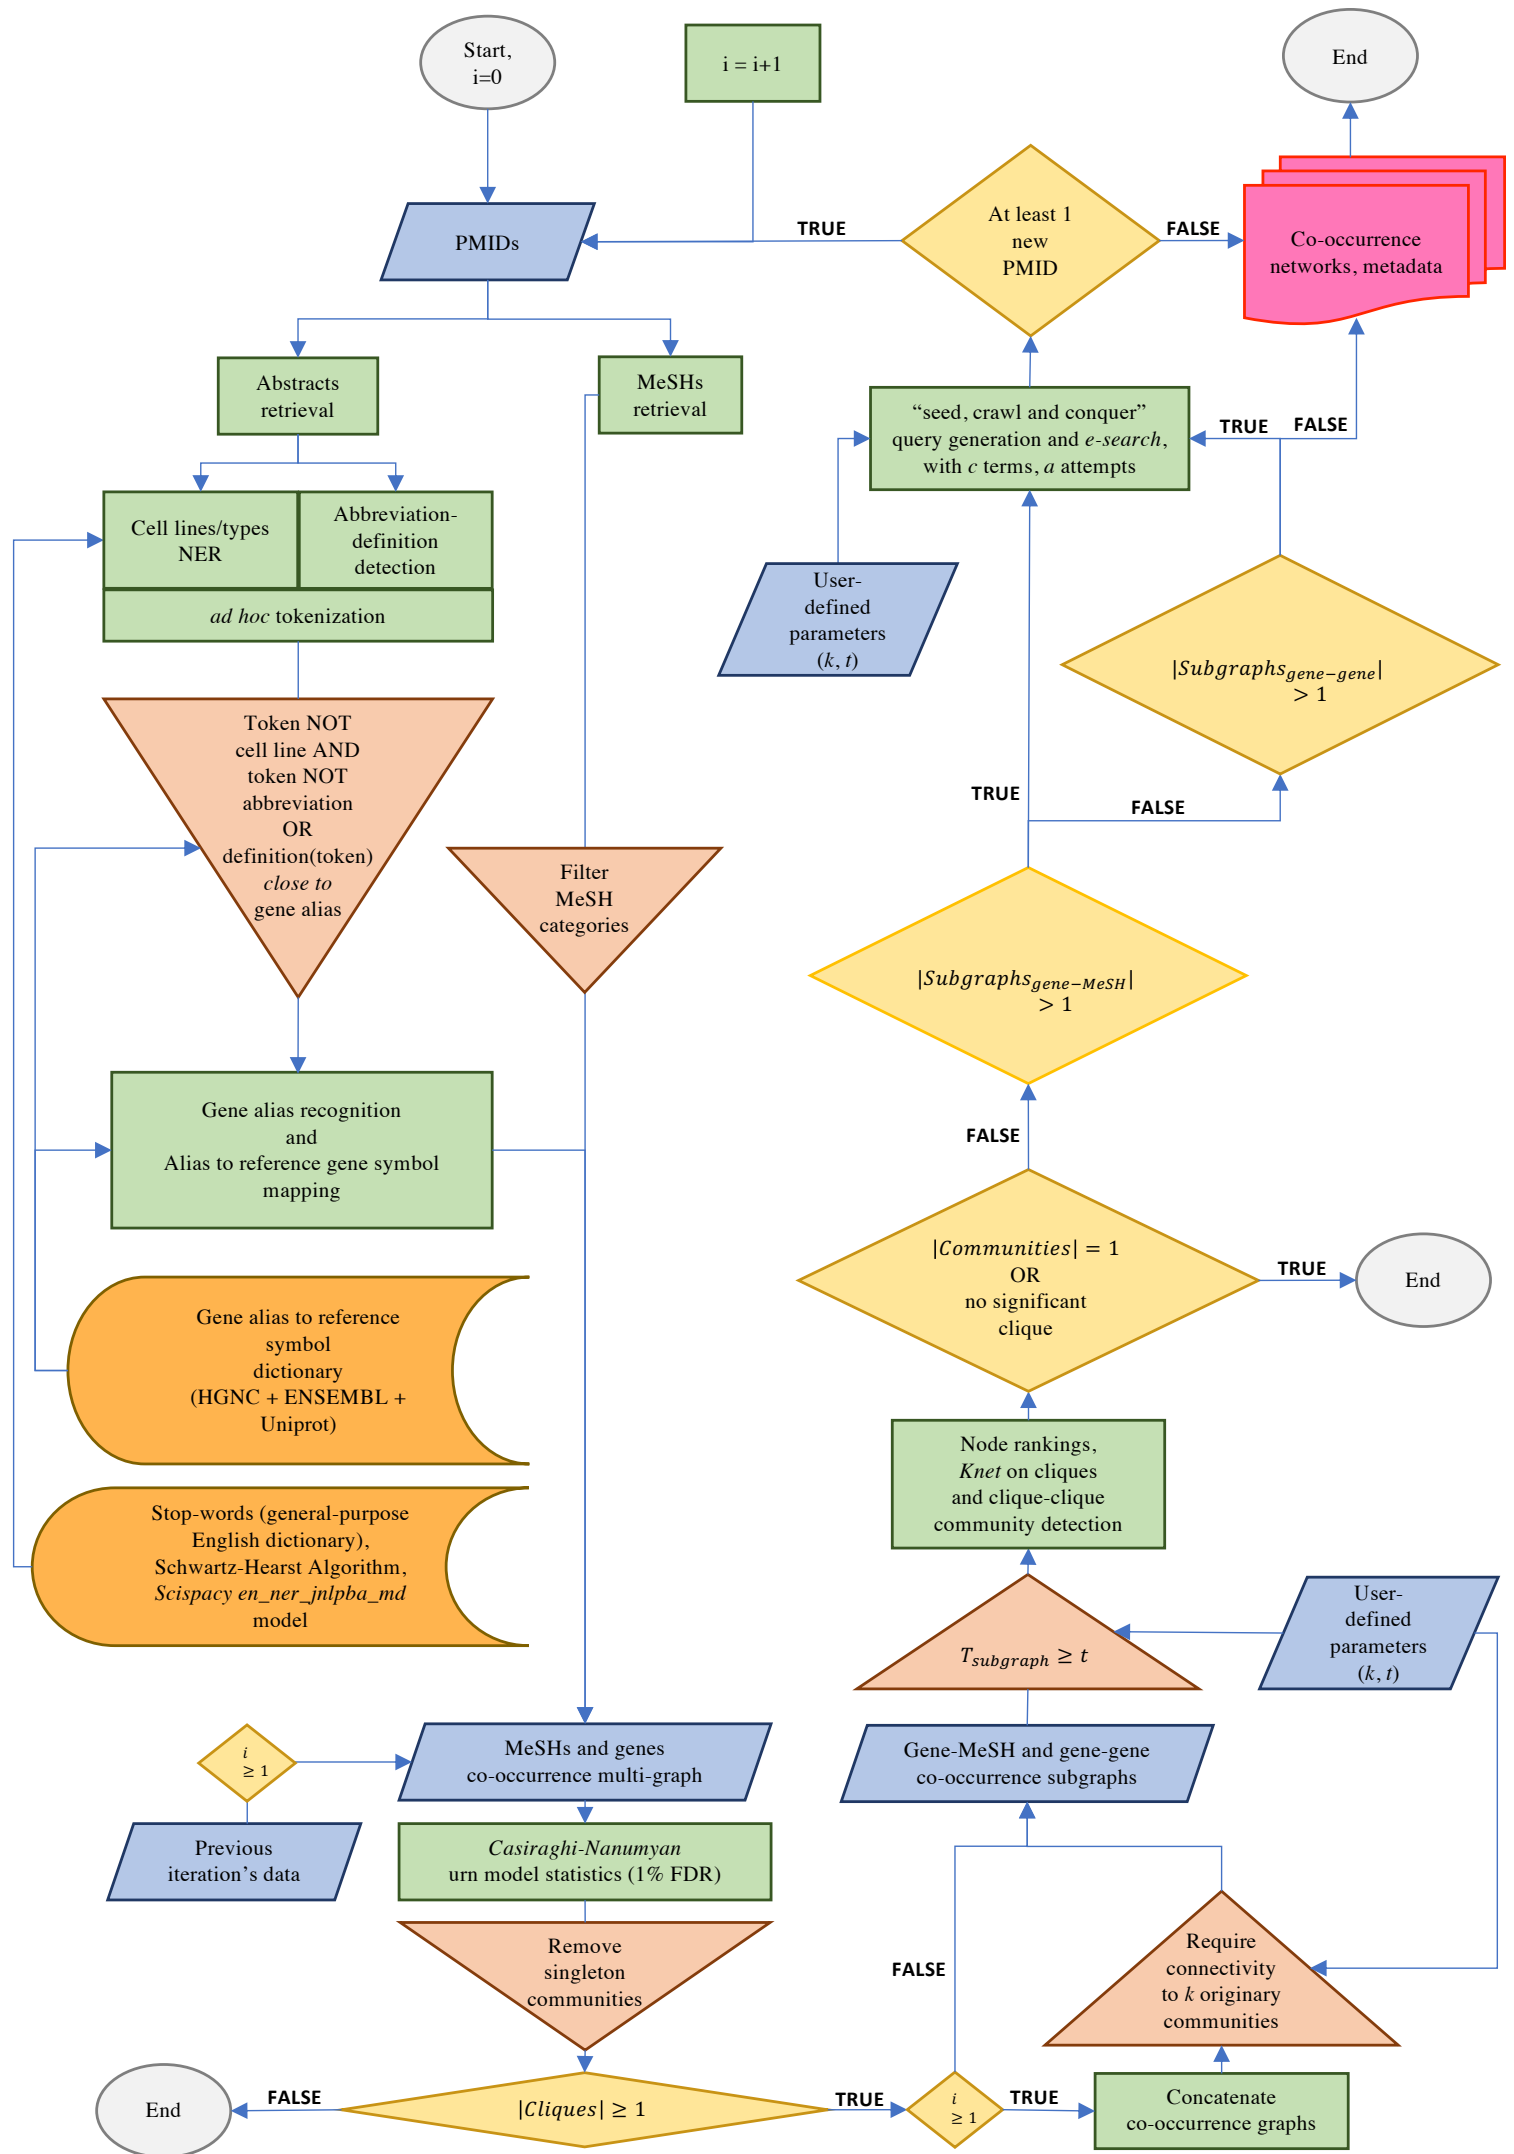 Start,
i=0
i = i+1
End
PMIDs
TRUE
At least 1
new
PMID
FALSE
Co-occurrence
networks, metadata
Abstracts
retrieval
MeSHs
retrieval
“seed, crawl and conquer”
query generation and e-search,
with c terms, a attempts
TRUE
FALSE
Cell lines/types
NER
Abbreviation-
definition
detection
ad hoc tokenization
User-
defined
parameters
(k, t)
|Subgraphs_{gene−gene}|
> 1
Token NOT
cell line AND
token NOT
abbreviation
OR
definition(token)
close to
gene alias
TRUE
FALSE
Filter
MeSH
categories
|Subgraphs_{gene−MeSH}|
> 1
Gene alias recognition
and
Alias to reference gene symbol
mapping
FALSE
|Communities| = 1
OR
no significant
clique
TRUE
End
Gene alias to reference
symbol
dictionary
(HGNC + ENSEMBL +
Uniprot)
Node rankings,
Knet on cliques
and clique-clique
community detection
Stop-words (general-purpose
English dictionary),
Schwartz-Hearst Algorithm,
Scispacy en_ner_jnlpba_md
model
T_{subgraph} ≥ t
User-
defined
parameters
(k, t)
i
≥ 1
MeSHs and genes
co-occurrence multi-graph
Gene-MeSH and gene-gene
co-occurrence subgraphs
Previous
iteration’s data
Casiraghi-Nanumyan
urn model statistics (1% FDR)
Remove
singleton
communities
FALSE
Require
connectivity
to k originary
communities
End
FALSE
|Cliques| ≥ 1
TRUE
i
≥ 1
TRUE
Concatenate
co-occurrence graphs